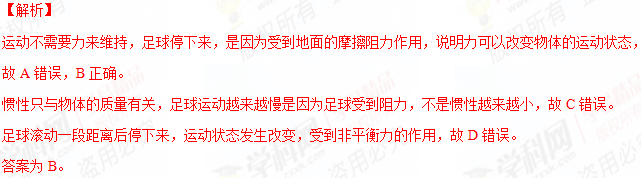 【解析】
运动不需要力来维持，足球停下来，是因为受到地面的摩擦阻力作用，说明力可以改变物体的运动状态，
故 A 错误，B 正确。
惯性只与物体的质量有关，足球运动越来越慢是因为足球受到阻力，不是惯性越来越小，故 C 错误。
足球滚动一段距离后停下来，运动状态发生改变，受到非平衡力的作用，故 D 错误。
答案为 B。